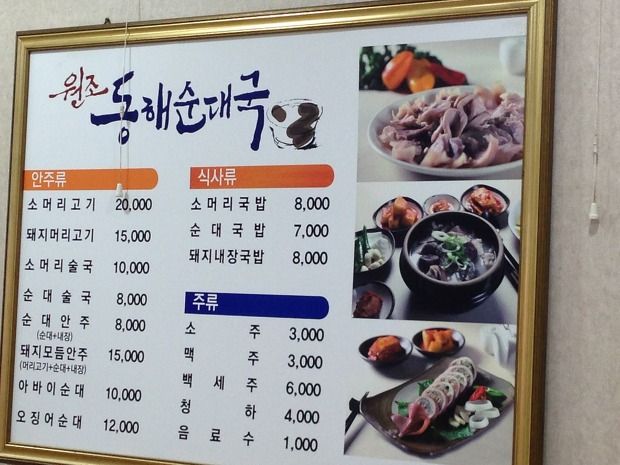 원조 동해순대국
안주류
소머리고기 20,000
돼지머리고기 15,000
소머리술국 10,000
순대술국 8,000
순대안주 8,000
(순대+내장)
돼지모듬안주 15,000
(머리고기+순대+내장)
아바이순대 10,000
오징어순대 12,000
식사류
소머리국밥 8,000
순대국밥 7,000
돼지내장국밥 8,000
주류
소주 3,000
맥주 3,000
백세주 6,000
청하 4,000
음료수 1,000